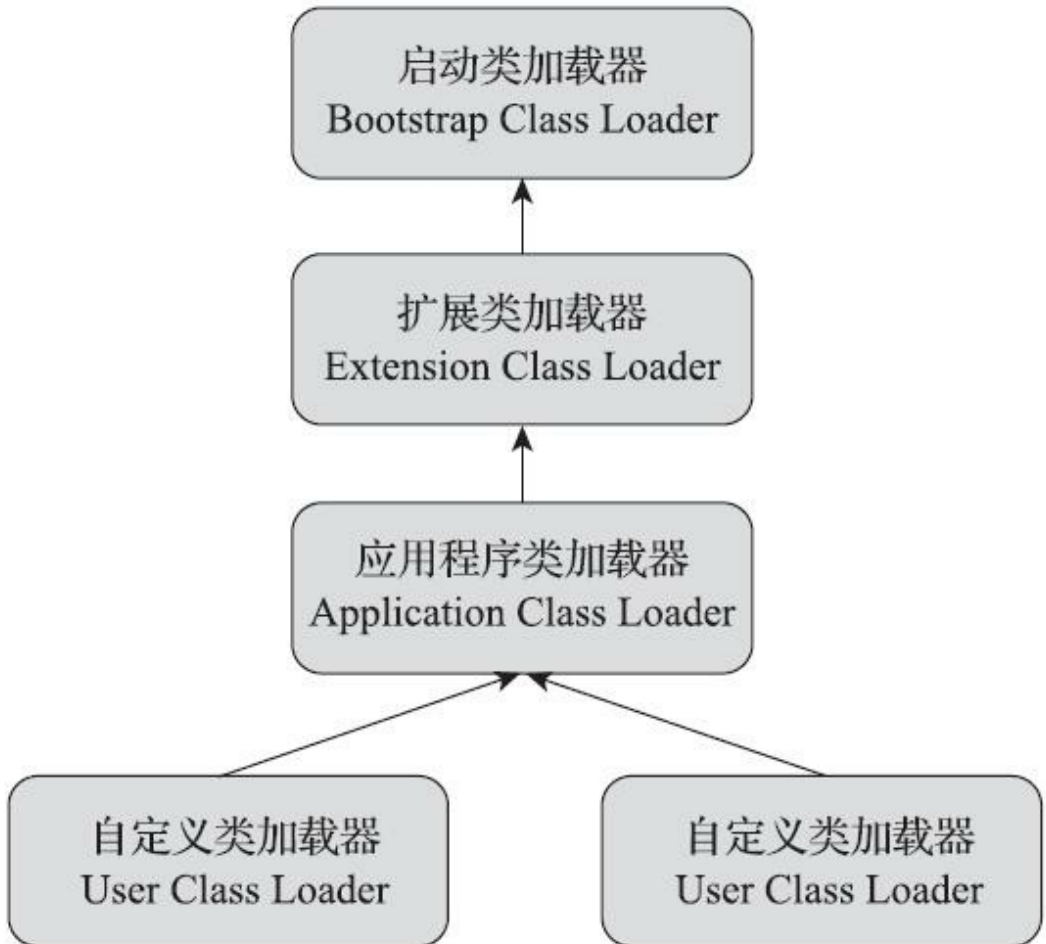 启动类加载器
Bootstrap Class Loader
扩展类加载器
Extension Class Loader
应用程序类加载器
Application Class Loader
自定义类加载器
User Class Loader
自定义类加载器
User Class Loader